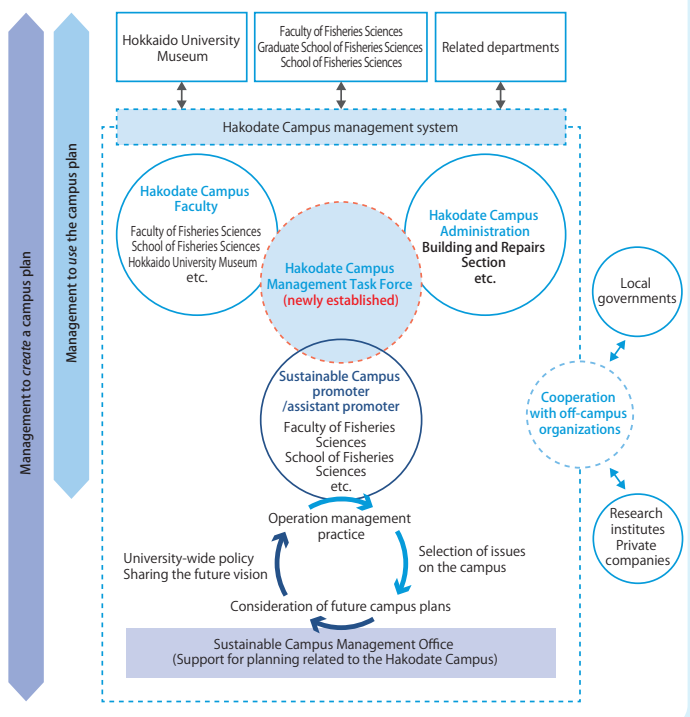 Management to create a campus plan
Management to use the campus plan
Hokkaido University
Museum
Faculty of Fisheries Sciences
Graduate School of Fisheries Sciences
School of Fisheries Sciences
Related departments
Hakodate Campus management system
Hakodate Campus
Faculty
Faculty of Fisheries Sciences
School of Fisheries Sciences
Hokkaido University Museum
etc.
Hakodate Campus
Management Task Force
(newly established)
Hakodate Campus
Administration
Building and Repairs
Section
etc.
Sustainable Campus
promoter
/assistant promoter
Faculty of Fisheries
Sciences
School of Fisheries
Sciences
etc.
Local
governments
Cooperation
with off-campus
organizations
Research
institutes
Private
companies
Operation management
practice
University-wide policy
Sharing the future vision
Selection of issues
on the campus
Consideration of future campus plans
Sustainable Campus Management Office
(Support for planning related to the Hakodate Campus)